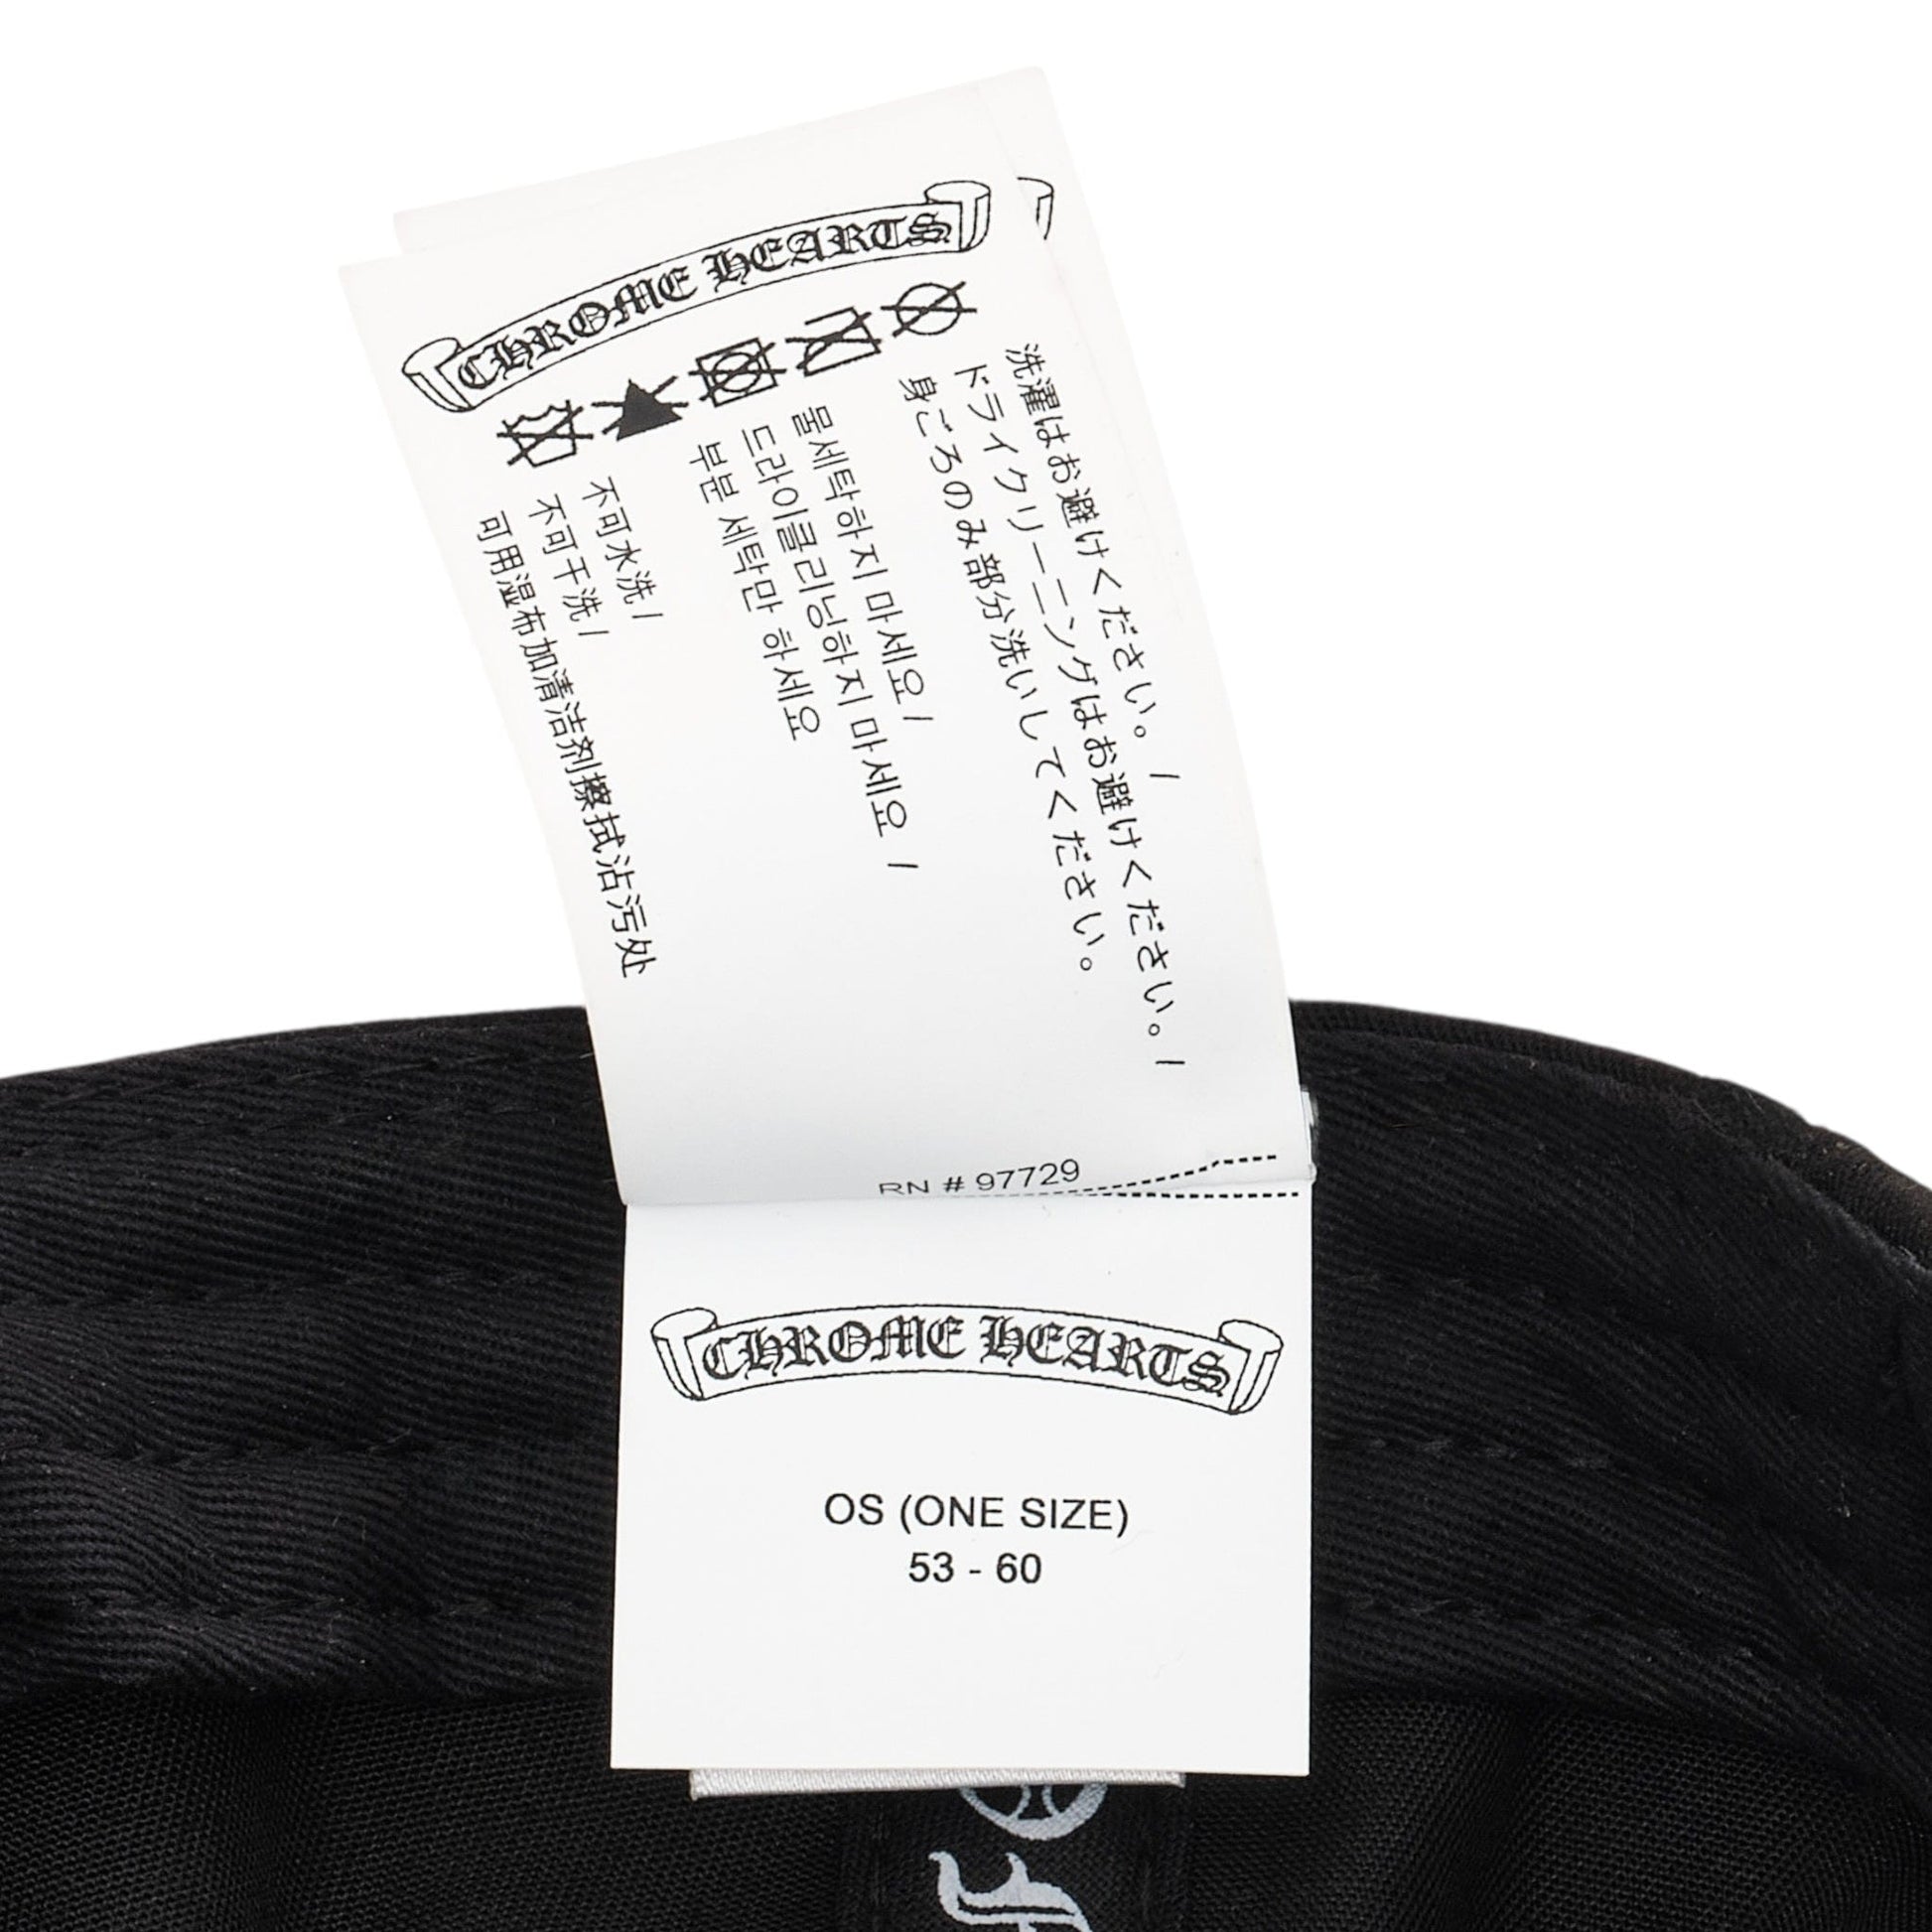 CHROME HEARTS
洗濯はお避けください。/
ドライクリーニングはお避けください。/
身ごろのみ部分洗いしてください。
물세탁하지 마세요 /
드라이클리닝하지 마세요 /
부분 세탁만 하세요
不可水洗 /
不可干洗 /
可用湿布加清洁剂擦拭沾污处
RN # 97729
CHROME HEARTS
OS (ONE SIZE)
53 - 60